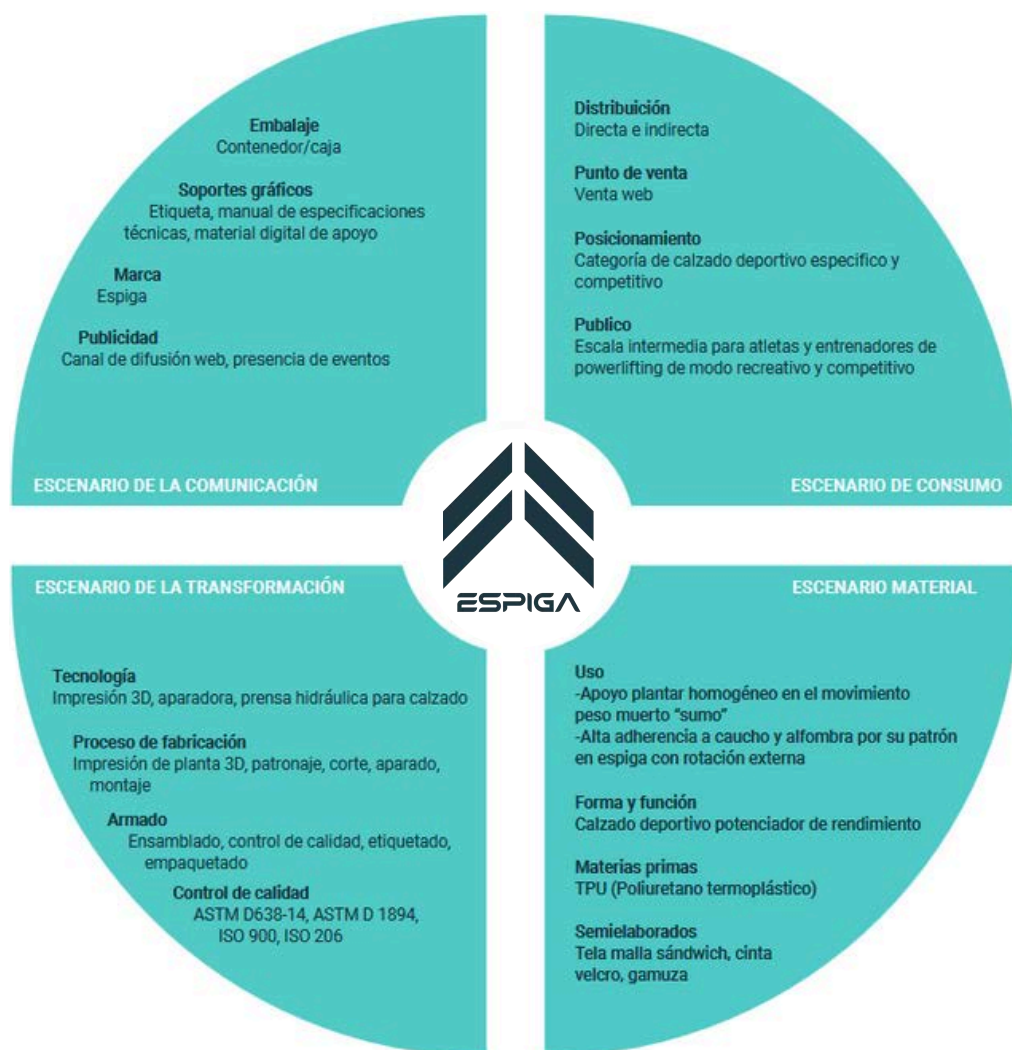 Embalaje
Contenedor/caja
Soportes gráficos
Etiqueta, manual de especificaciones
técnicas, material digital de apoyo
Marca
Espiga
Publicidad
Canal de difusión web, presencia de eventos
ESCENARIO DE LA COMUNICACIÓN
Distribuición
Directa e indirecta
Punto de venta
Venta web
Posicionamiento
Categoría de calzado deportivo especifico y
competitivo
Publico
Escala intermedia para atletas y entrenadores de
powerlifting de modo recreativo y competitivo
ESCENARIO DE CONSUMO
ESPIGA
ESCENARIO DE LA TRANSFORMACIÓN
Tecnología
Impresión 3D, aparadora, prensa hidráulica para calzado
Proceso de fabricación
Impresión de planta 3D, patronaje, corte, aparado,
montaje
Armado
Ensamblado, control de calidad, etiquetado,
empaquetado
Control de calidad
ASTM D638-14, ASTM D 1894,
ISO 900, ISO 206
ESCENARIO MATERIAL
Uso
-Apoyo plantar homogéneo en el movimiento
peso muerto “sumo”
-Alta adherencia a caucho y alfombra por su patrón
en espiga con rotación externa
Forma y función
Calzado deportivo potenciador de rendimiento
Materias primas
TPU (Poliuretano termoplástico)
Semielaborados
Tela malla sándwich, cinta
velcro, gamuza